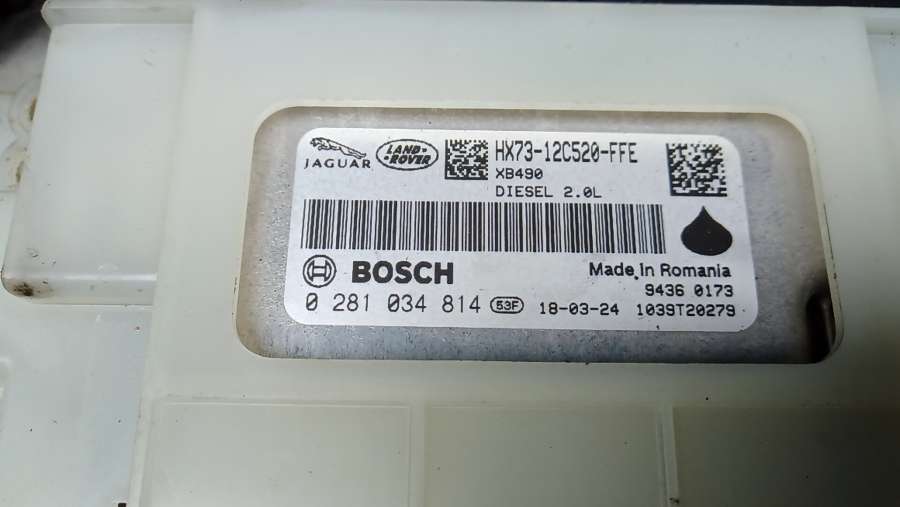 JAGUAR
LAND-
ROVER
HX73-12C520-FFE
XB490
DIESEL 2.0L
BOSCH
Made in Romania
9436 0173
0 281 034 814 53F 18-03-24 1039T20279